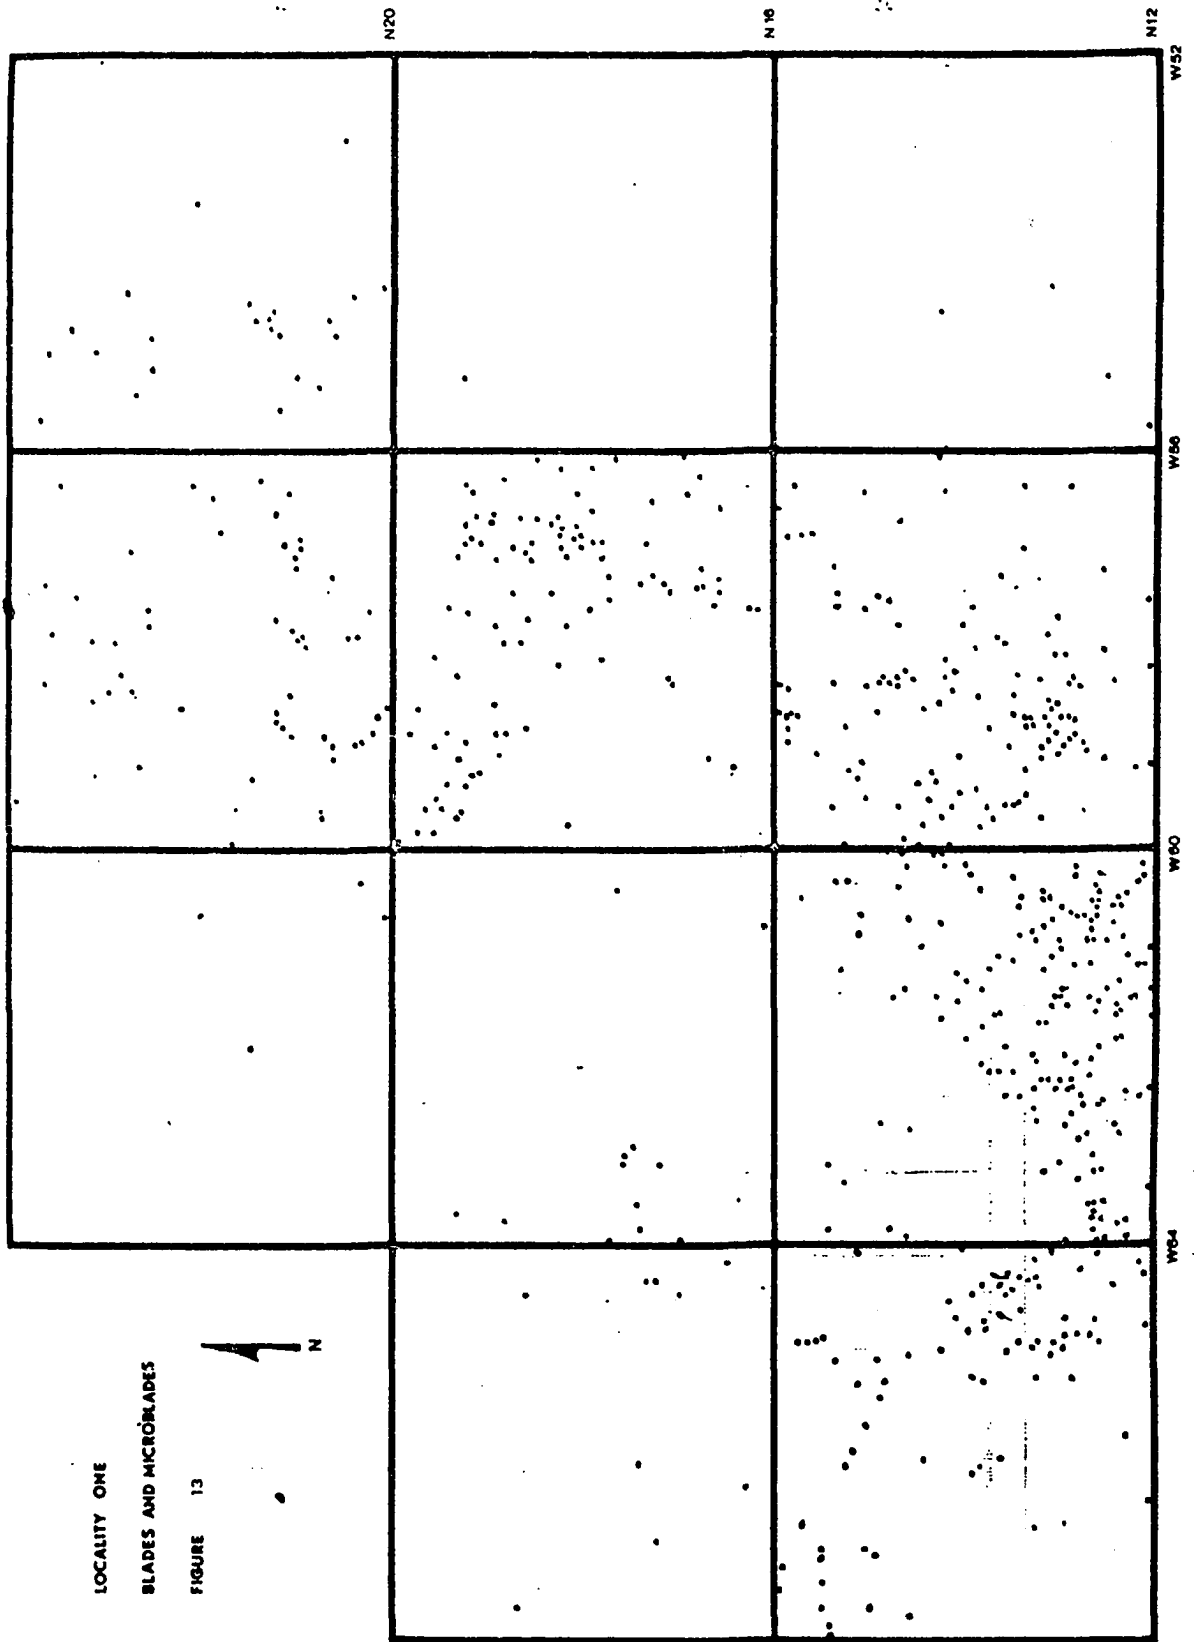 LOCALITY ONE
BLADES AND MICROBLADES
FIGURE 13
N
N20
N16
N12
W52
W56
W60
W64